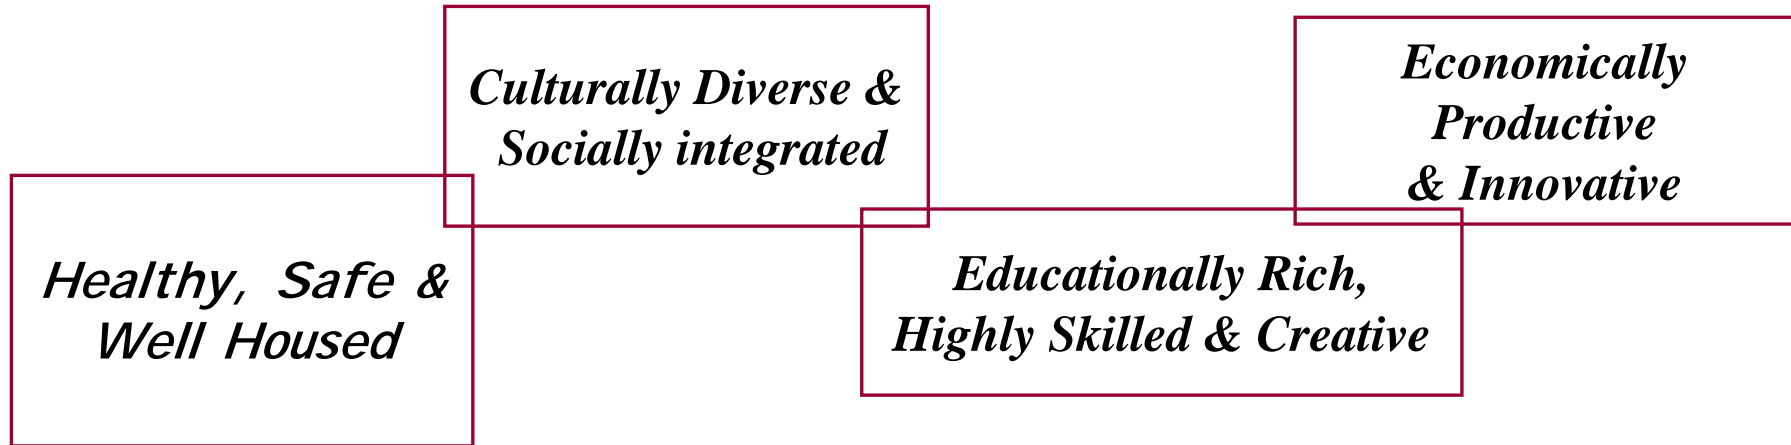 Healthy, Safe &
Well Housed
Culturally Diverse &
Socially integrated
Educationally Rich,
Highly Skilled & Creative
Economically
Productive
& Innovative